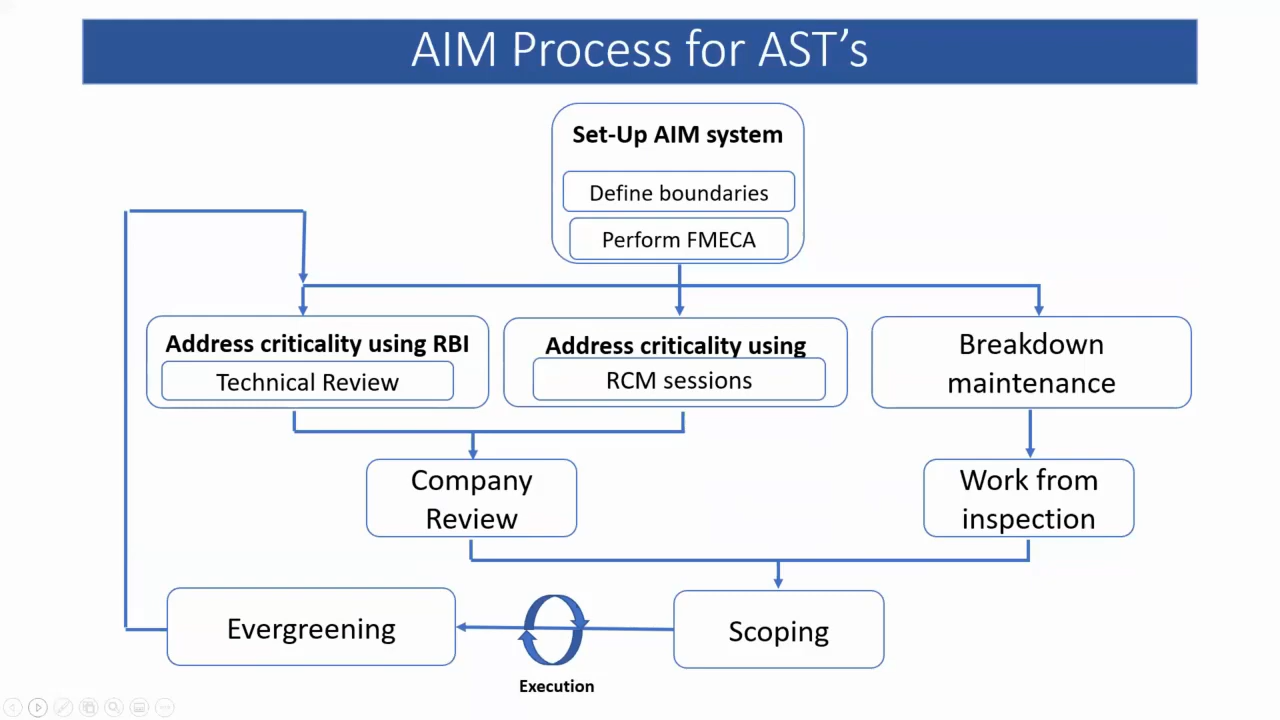 AIM Process for AST’s
Set-Up AIM system
Define boundaries
Perform FMECA
Address criticality using RBI
Technical Review
Address criticality using
RCM sessions
Breakdown
maintenance
Company
Review
Work from
inspection
Evergreening
Execution
Scoping